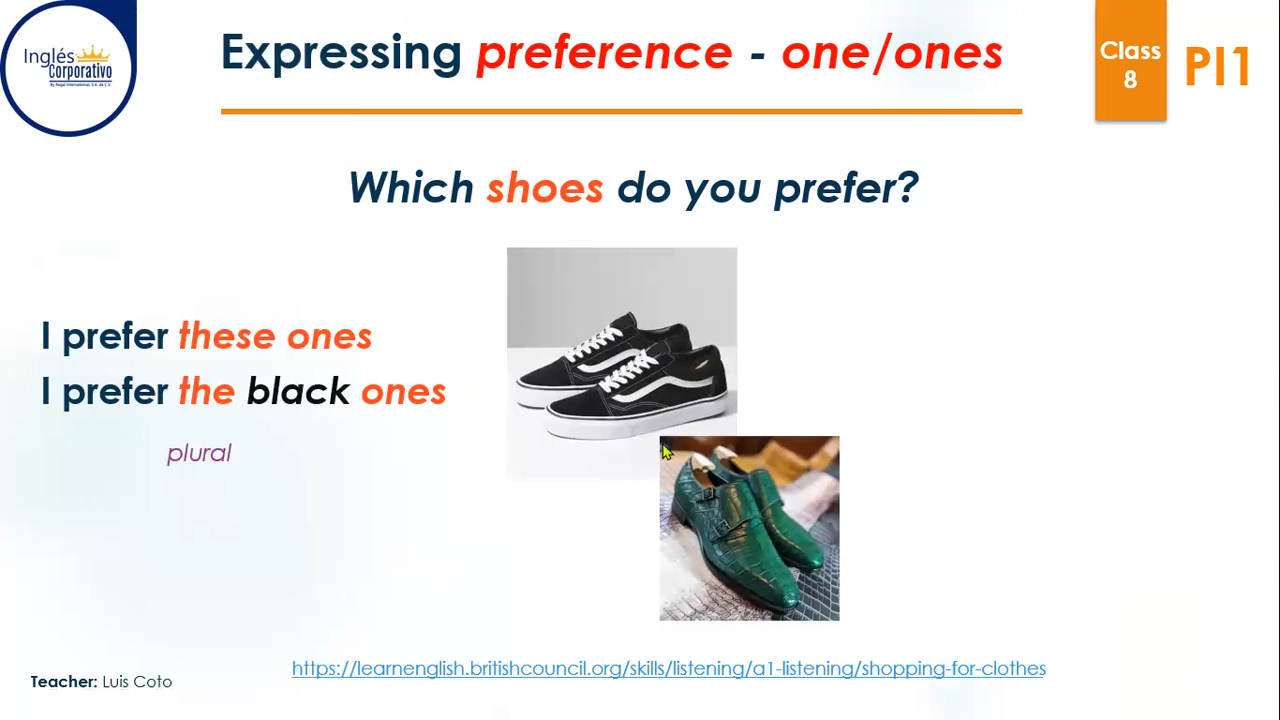 Inglés
Corporativo
By Regal International, S.A. de C.V.
Expressing preference - one/ones
Class
8
PI1
Which shoes do you prefer?
I prefer these ones
I prefer the black ones
plural
https://learnenglish.britishcouncil.org/skills/listening/a1-listening/shopping-for-clothes
Teacher: Luis Coto